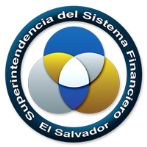 Superintendencia del Sistema Financiero
El Salvador